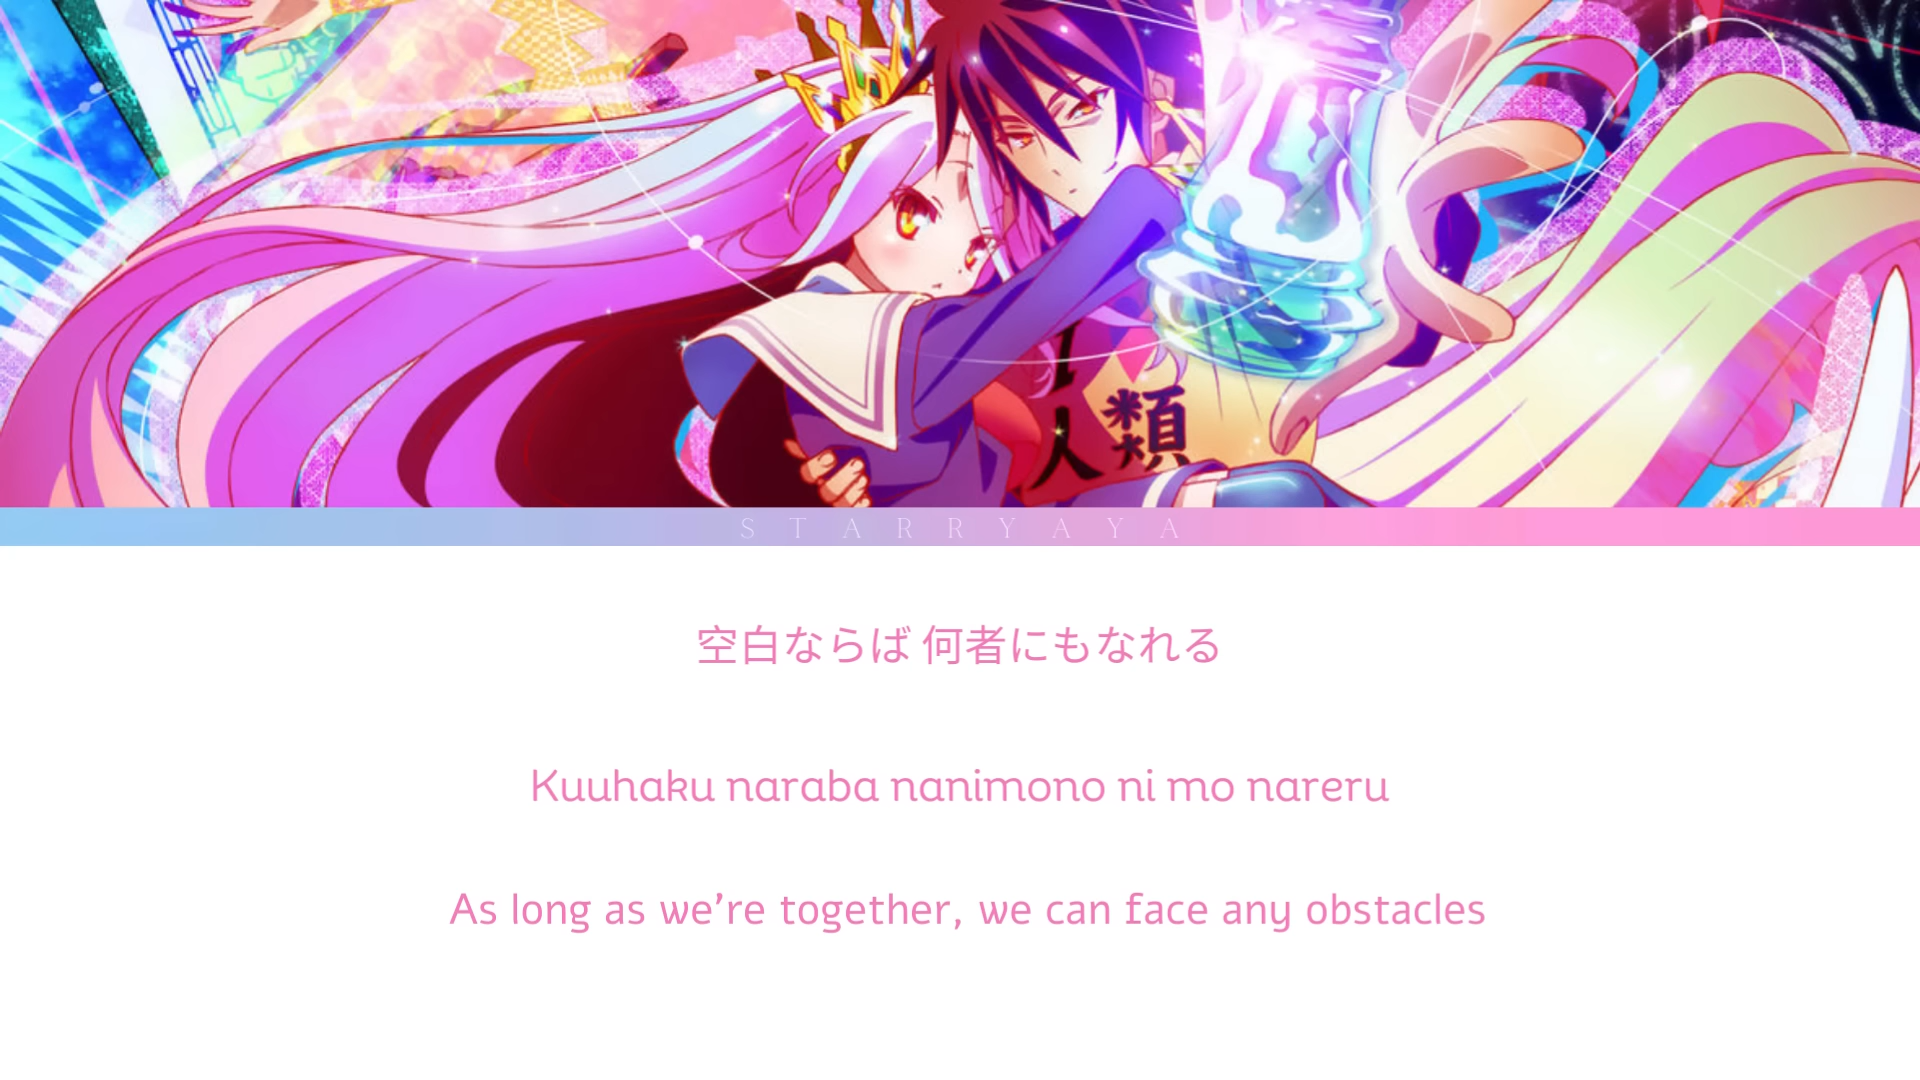 I
人類
STARRYAYA
空白ならば 何者にもなれる
Kuuhaku naraba nanimono ni mo nareru
As long as we're together, we can face any obstacles